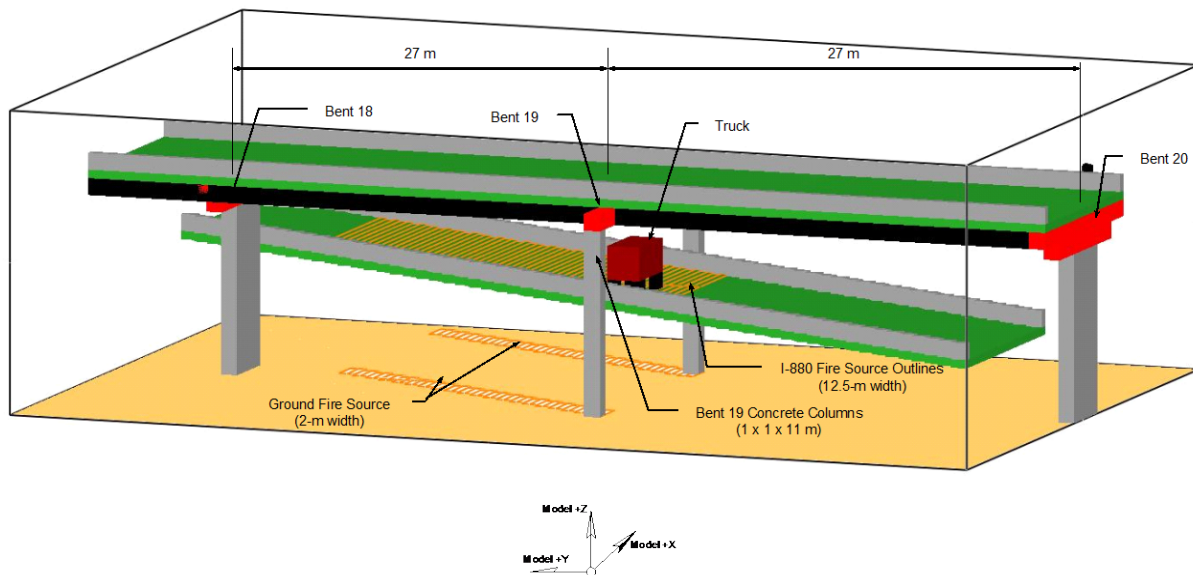 27 m
27 m
Bent 18
Bent 19
Truck
Bent 20
I-880 Fire Source Outlines
(12.5-m width)
Ground Fire Source
(2-m width)
Bent 19 Concrete Columns
(1 x 1 x 11 m)
Model +Z
Model +X
Model +Y